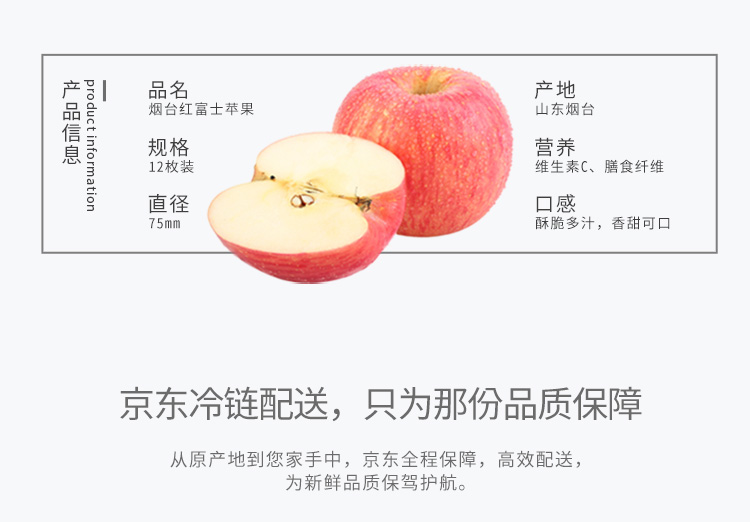 产品信息
product information
品名
烟台红富士苹果
规格
12枚装
直径
75mm
产地
山东烟台
营养
维生素C、膳食纤维
口感
酥脆多汁，香甜可口
京东冷链配送，只为那份品质保障
从原产地到您家手中，京东全程保障，高效配送，
为新鲜品质保驾护航。